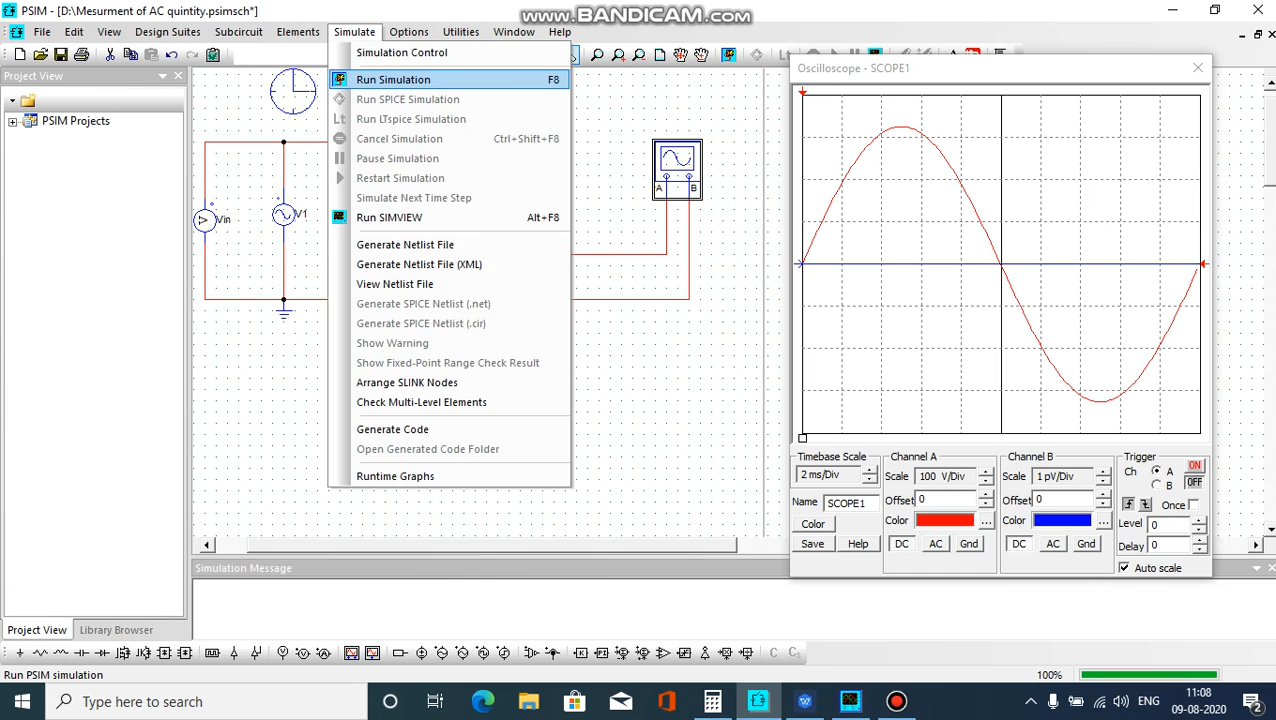 PSIM - [D:\Mesurment of AC quintity.psimsch*]
www.BANDICAM.com
File Edit View Design Suites Subcircuit Elements Simulate Options Utilities Window Help
Project View
PSIM Projects
Simulation Control
Run Simulation F8
Run SPICE Simulation
Lt Run LTspice Simulation
Cancel Simulation Ctrl+Shift+F8
Pause Simulation
Restart Simulation
Simulate Next Time Step
Run SIMVIEW Alt+F8
Generate Netlist File
Generate Netlist File (XML)
View Netlist File
Generate SPICE Netlist (.net)
Generate SPICE Netlist (.cir)
Show Warning
Show Fixed-Point Range Check Result
Arrange SLINK Nodes
Check Multi-Level Elements
Generate Code
Open Generated Code Folder
Runtime Graphs
Vin
V1
A B
Oscilloscope - SCOPE1
Timebase Scale
2 ms/Div
Name SCOPE1
Color
Save Help
Channel A
Scale 100 V/Div
Offset 0
Color ...
DC AC Gnd
Channel B
Scale 1 pV/Div
Offset 0
Color ...
DC AC Gnd
Trigger
Ch A ON
B OFF
Once
Level 0
Delay 0
Auto scale
Simulation Message
Project View Library Browser
Run PSIM simulation
100%
Type here to search
ENG
11:08
09-08-2020
2